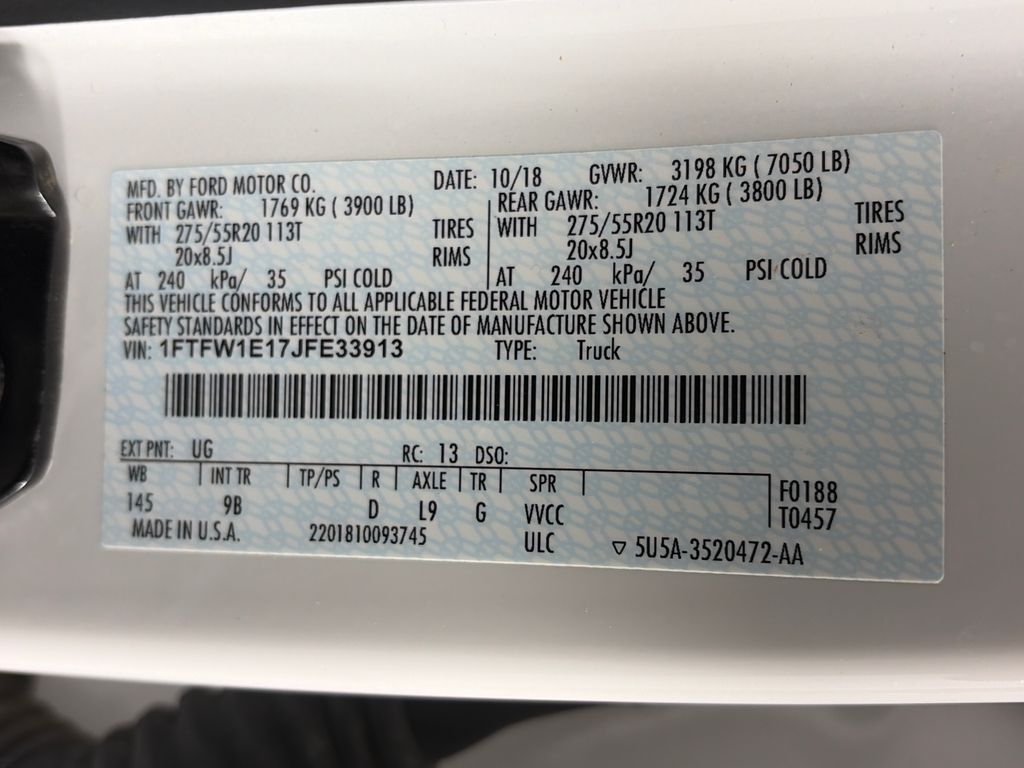 MFD. BY FORD MOTOR CO. DATE: 10/18 GVWR: 3198 KG ( 7050 LB)
FRONT GAWR: 1769 KG ( 3900 LB) REAR GAWR: 1724 KG ( 3800 LB)
WITH 275/55R20 113T TIRES WITH 275/55R20 113T TIRES
20x8.5J RIMS 20x8.5J RIMS
AT 240 kPa/ 35 PSI COLD AT 240 kPa/ 35 PSI COLD
THIS VEHICLE CONFORMS TO ALL APPLICABLE FEDERAL MOTOR VEHICLE
SAFETY STANDARDS IN EFFECT ON THE DATE OF MANUFACTURE SHOWN ABOVE.
VIN: 1FTFW1E17JFE33913 TYPE: Truck
EXT PNT: UG RC: 13 DSO:
WB INT TR TP/PS R AXLE TR SPR
145 9B D L9 G VVCC
F0188
T0457
MADE IN U.S.A. 2201810093745 ULC ▽ 5U5A-3520472-AA